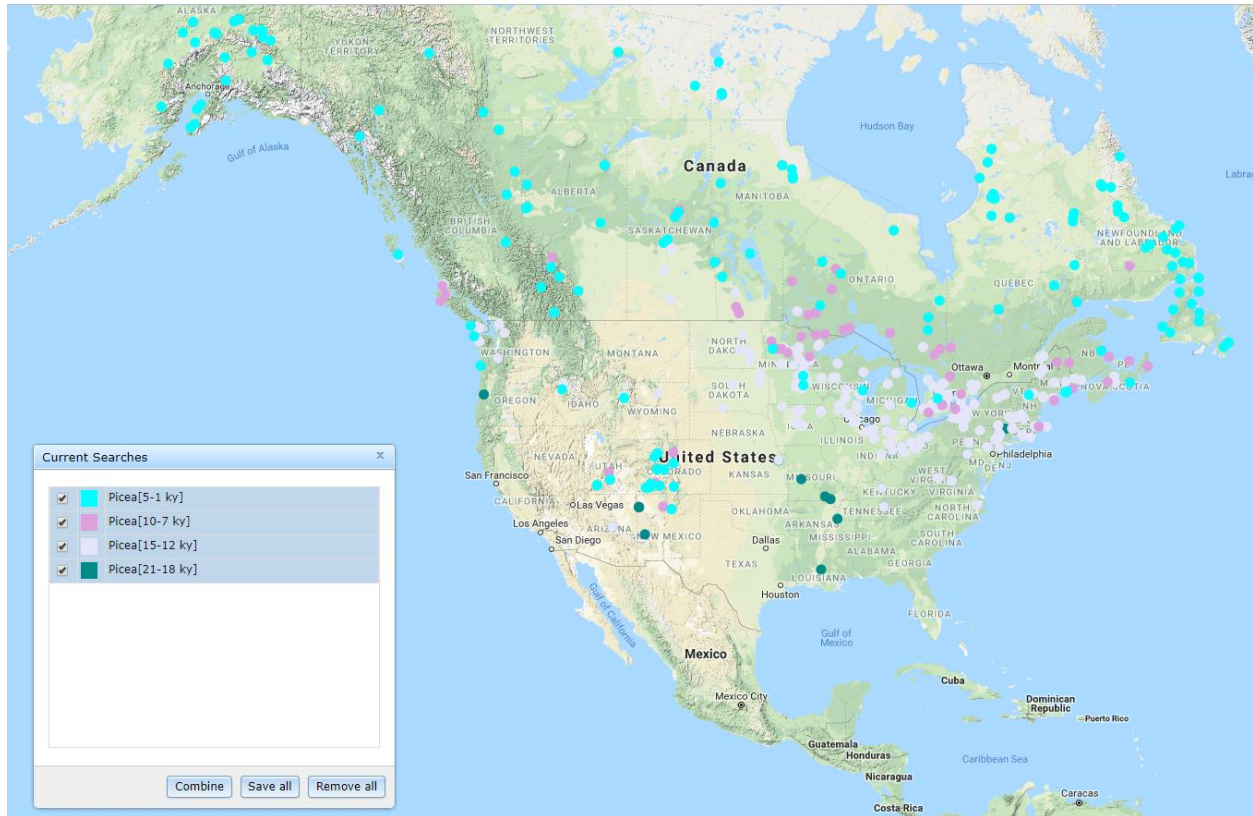 ALASKA
YUKON
TERRITORY
NORTHWEST
TERRITORIES
Anchorage
Gulf of Alaska
Hudson Bay
Canada
ALBERTA
MANITOBA
BRITISH
COLUMBIA
SASKATCHEWAN
NEWFOUNDLAND
AND LABRADOR
ONTARIO
QUEBEC
WASHINGTON
MONTANA
NORTH
Ottawa
NB
NOVA SCOTIA
OREGON
IDAHO
SOUTH
DAKOTA
WISCONSIN
VT
NH
WYOMING
Chicago
NEBRASKA
ILLINOIS
NEVADA
UTAH
United States
COLORADO
KANSAS
MISSOURI
WEST
VIRGINIA
MD
DE
NJ
Philadelphia
San Francisco
CALIFORNIA
Las Vegas
KENTUCKY
VIRGINIA
OKLAHOMA
ARKANSAS
TENNESSEE
NORTH
CAROLINA
Los Angeles
ARIZONA
NEW MEXICO
San Diego
Dallas
MISSISSIPPI
SOUTH
CAROLINA
ALABAMA
GEORGIA
TEXAS
LOUISIANA
Houston
FLORIDA
Gulf of California
Gulf of
Mexico
Mexico
Mexico City
Cuba
Dominican
Republic
Puerto Rico
Guatemala
Honduras
Nicaragua
Caribbean Sea
Costa Rica
Caracas
Current Searches x
Picea[5-1 ky]
Picea[10-7 ky]
Picea[15-12 ky]
Picea[21-18 ky]
Combine Save all Remove all